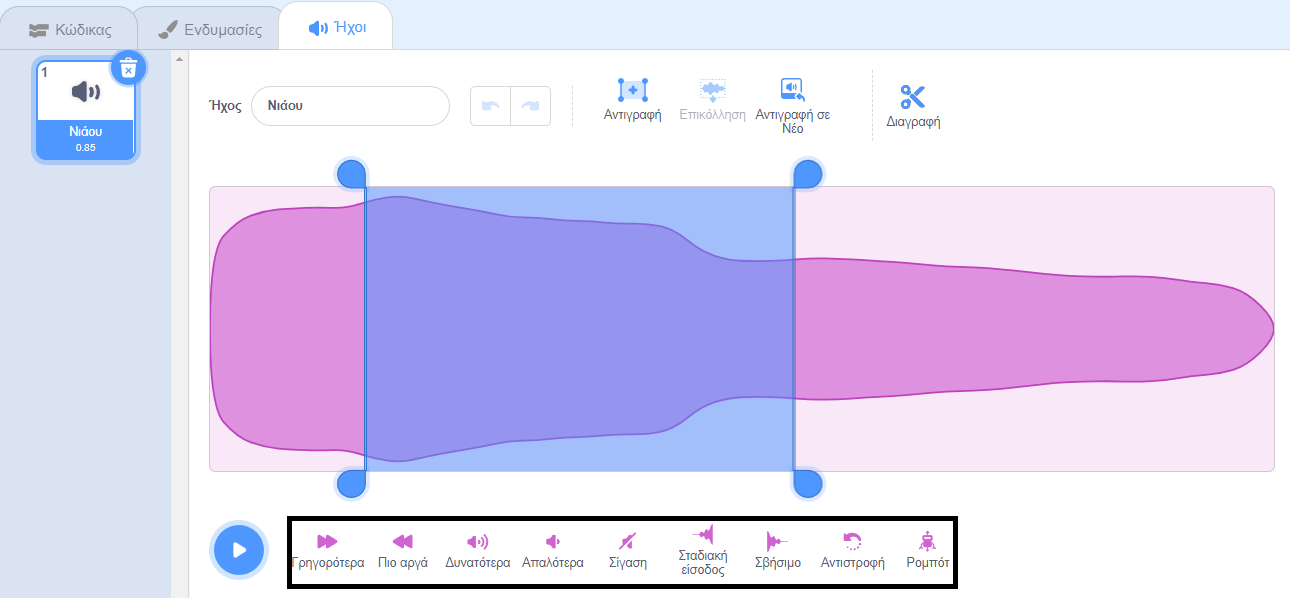 Κώδικας
Ενδυμασίες
Ήχοι
1
Νιάου
0.85
Ήχος
Νιάου
Αντιγραφή
Επικόλληση
Αντιγραφή σε
Νέο
Διαγραφή
Γρηγορότερα
Πιο αργά
Δυνατότερα
Απαλότερα
Σίγαση
Σταδιακή
είσοδος
Σβήσιμο
Αντιστροφή
Ρομπότ